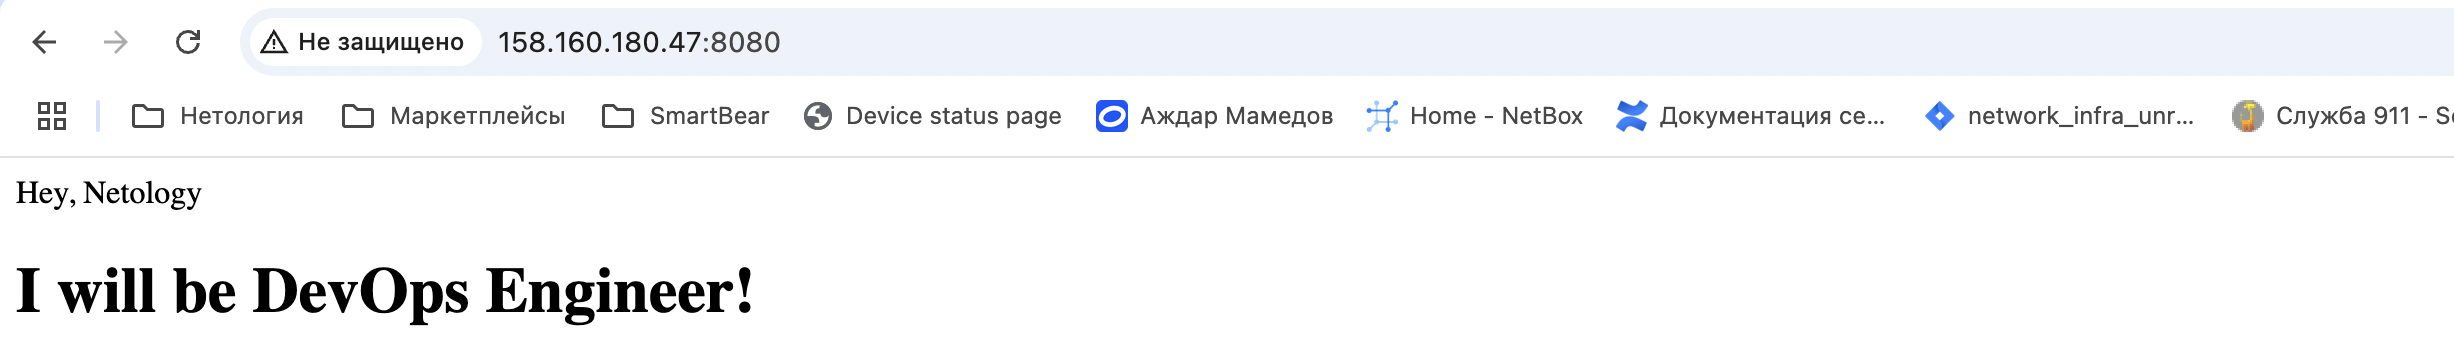 Не защищено 158.160.180.47:8080
Нетология Маркетплейсы SmartBear Device status page Аждар Мамедов Home - NetBox Документация се... network_infra_unr... Служба 911 - Se
Hey, Netology
I will be DevOps Engineer!